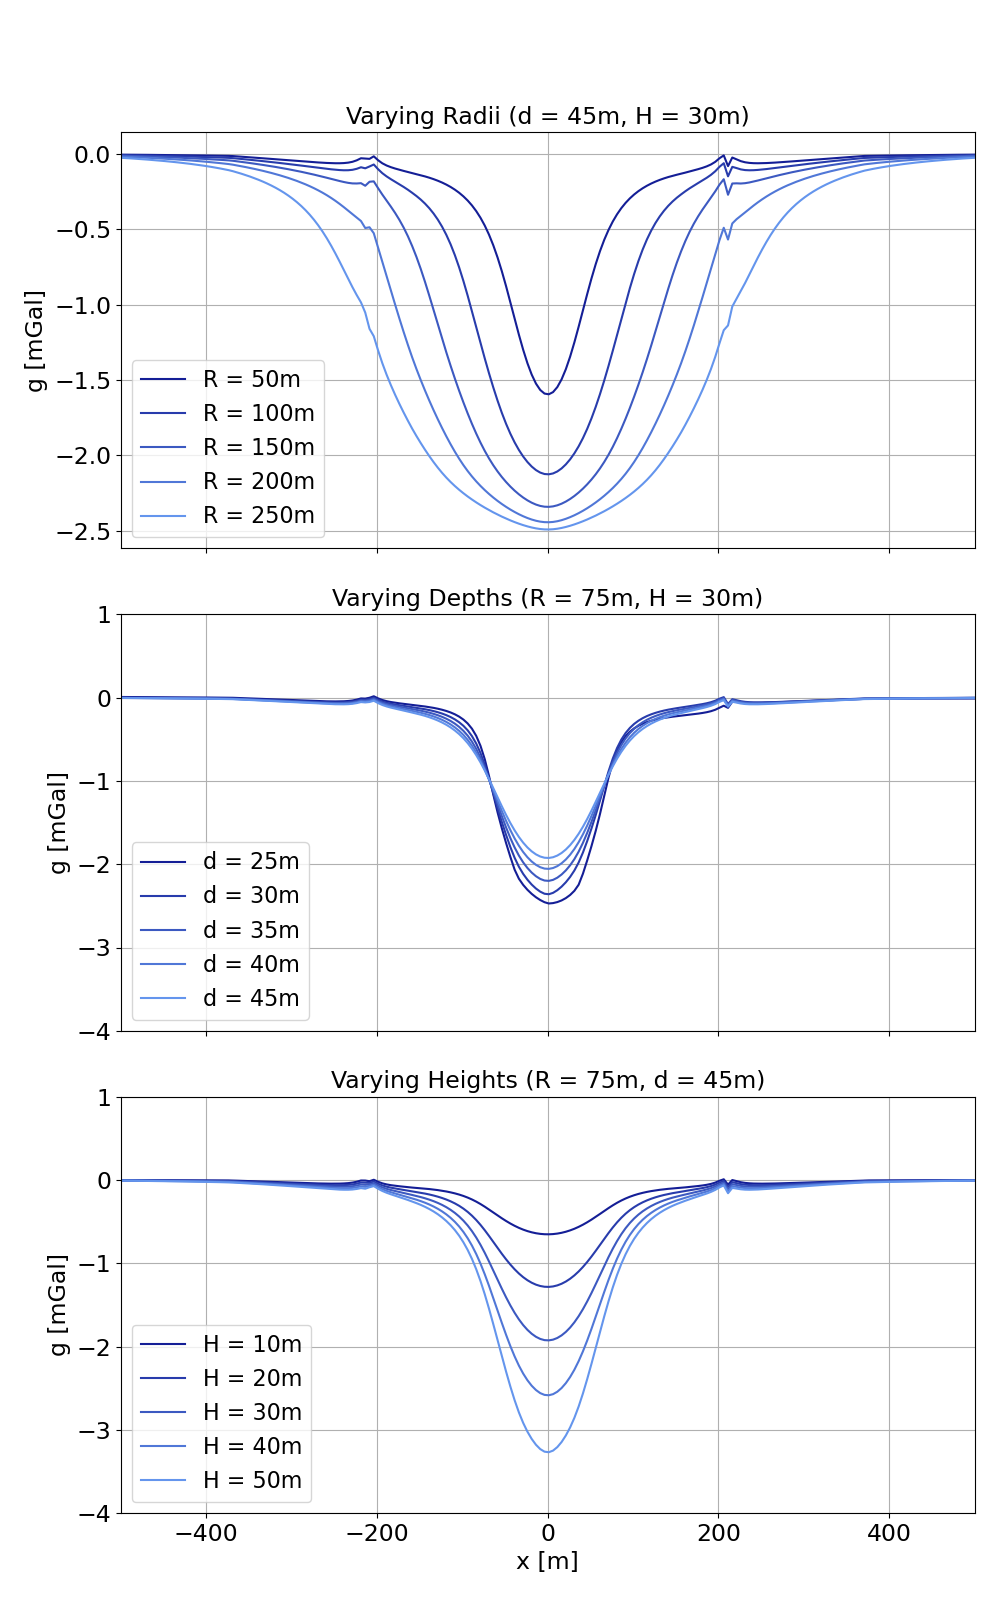 Varying Radii (d = 45m, H = 30m)
0.0
−0.5
−1.0
−1.5
−2.0
−2.5
g [mGal]
R = 50m
R = 100m
R = 150m
R = 200m
R = 250m
Varying Depths (R = 75m, H = 30m)
1
0
−1
−2
−3
−4
g [mGal]
d = 25m
d = 30m
d = 35m
d = 40m
d = 45m
Varying Heights (R = 75m, d = 45m)
1
0
−1
−2
−3
−4
g [mGal]
H = 10m
H = 20m
H = 30m
H = 40m
H = 50m
−400 −200 0 200 400
x [m]